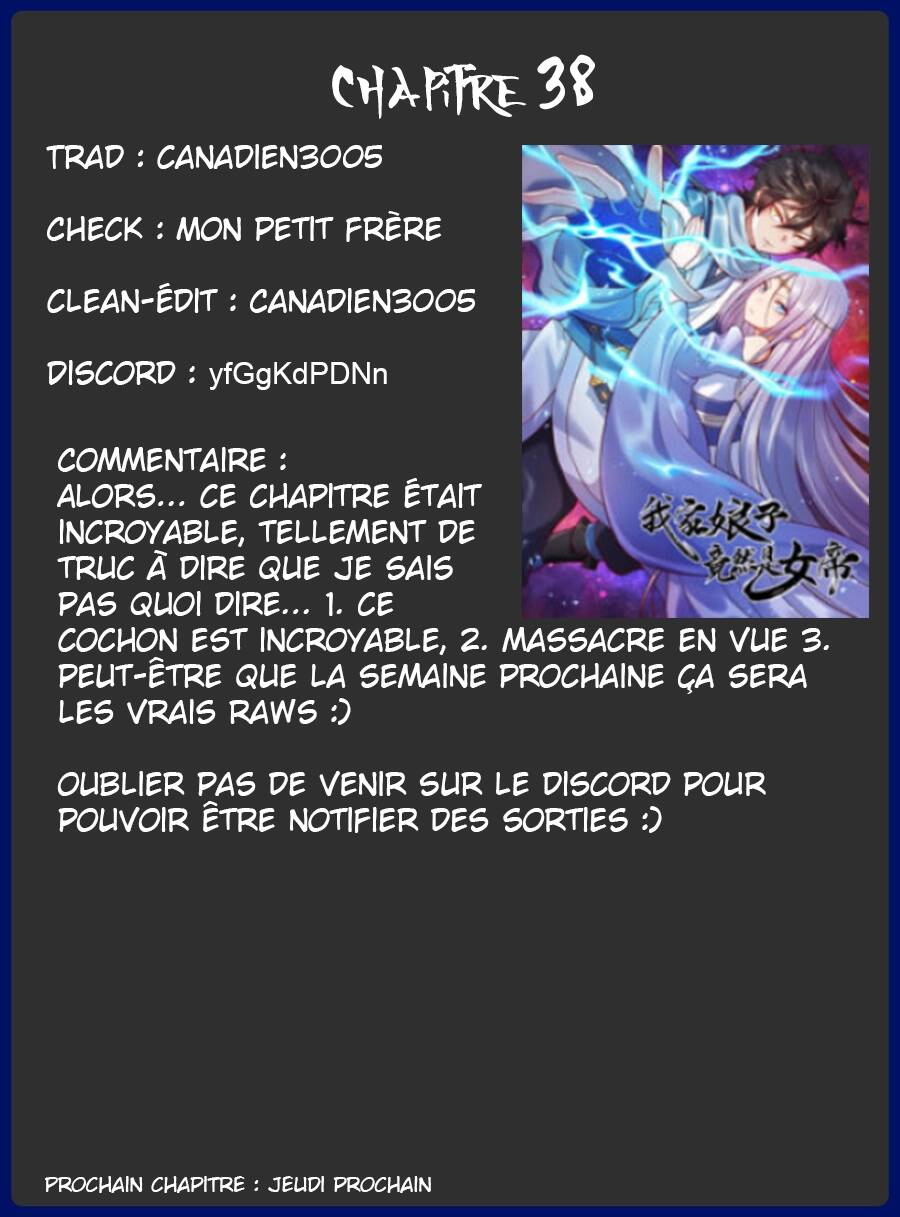 CHAPITRE 38
TRAD : CANADIEN3005
CHECK : MON PETIT FRÈRE
CLEAN-ÉDIT : CANADIEN3005
DISCORD : yfGgKdPDNn
COMMENTAIRE :
ALORS... CE CHAPITRE ÉTAIT
INCROYABLE, TELLEMENT DE
TRUC À DIRE QUE JE SAIS
PAS QUOI DIRE... 1. CE
COCHON EST INCROYABLE, 2. MASSACRE EN VUE 3.
PEUT-ÊTRE QUE LA SEMAINE PROCHAINE ÇA SERA
LES VRAIS RAWS :)
OUBLIER PAS DE VENIR SUR LE DISCORD POUR
POUVOIR ÊTRE NOTIFIER DES SORTIES :)
我家娘子
竟然是女帝
PROCHAIN CHAPITRE : JEUDI PROCHAIN